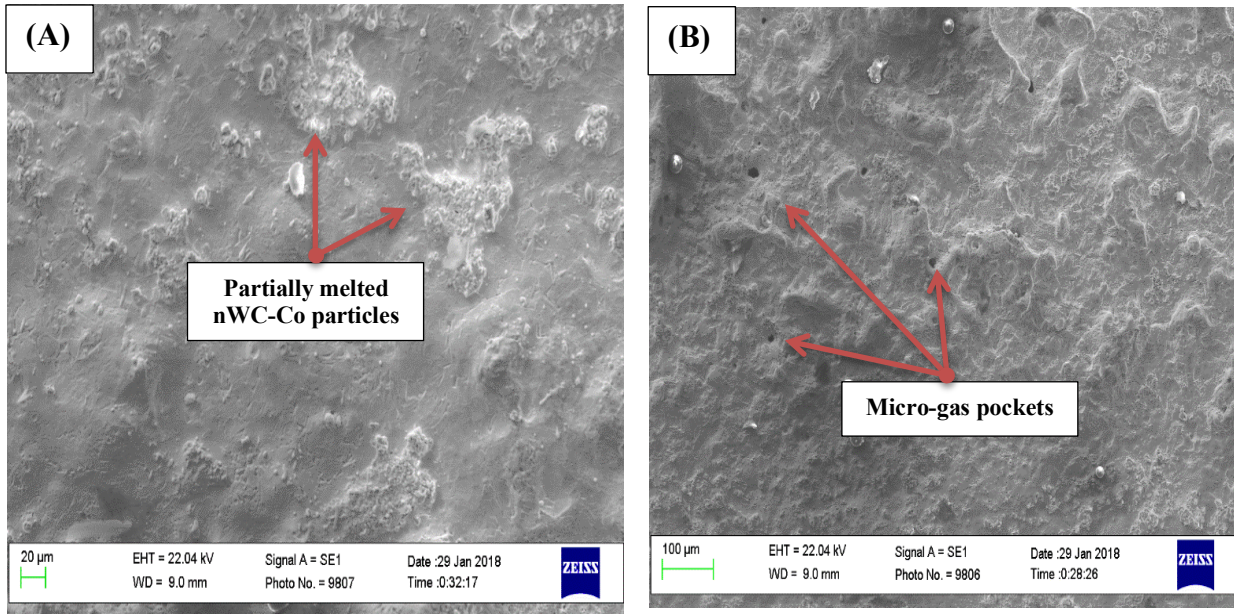 (A)
Partially melted
nWC-Co particles
20 µm
EHT = 22.04 kV
Signal A = SE1
Date :29 Jan 2018
WD = 9.0 mm
Photo No. = 9807
Time :0:32:17
ZEISS
(B)
Micro-gas pockets
100 µm
EHT = 22.04 kV
Signal A = SE1
Date :29 Jan 2018
WD = 9.0 mm
Photo No. = 9806
Time :0:28:26
ZEISS